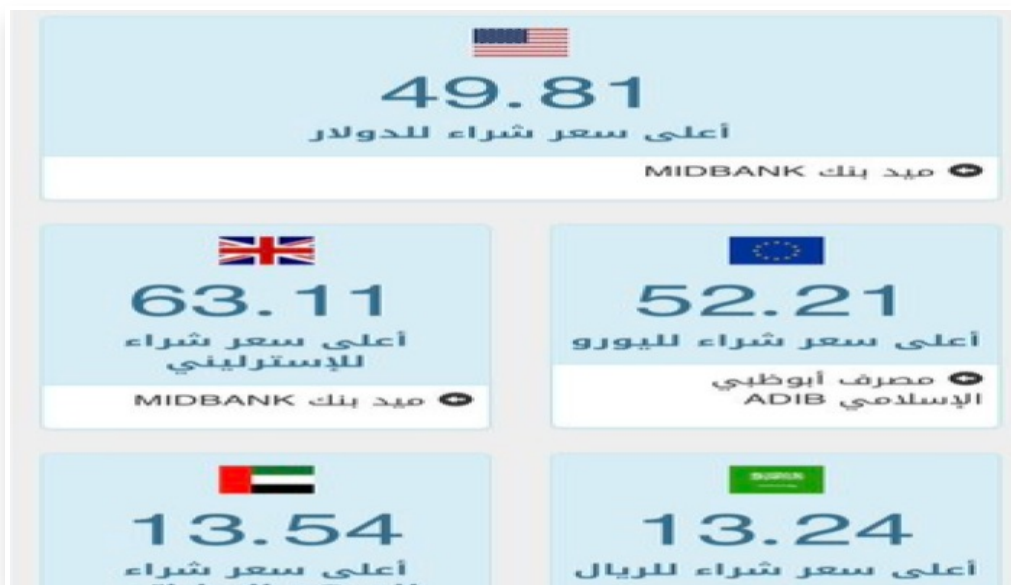 49.81
أعلى سعر شراء للدولار
ميد بنك MIDBANK
52.21
أعلى سعر شراء لليورو
مصرف أبوظبي
الإسلامي ADIB
63.11
أعلى سعر شراء
للإسترليني
ميد بنك MIDBANK
13.24
أعلى سعر شراء للريال
13.54
أعلى سعر شراء